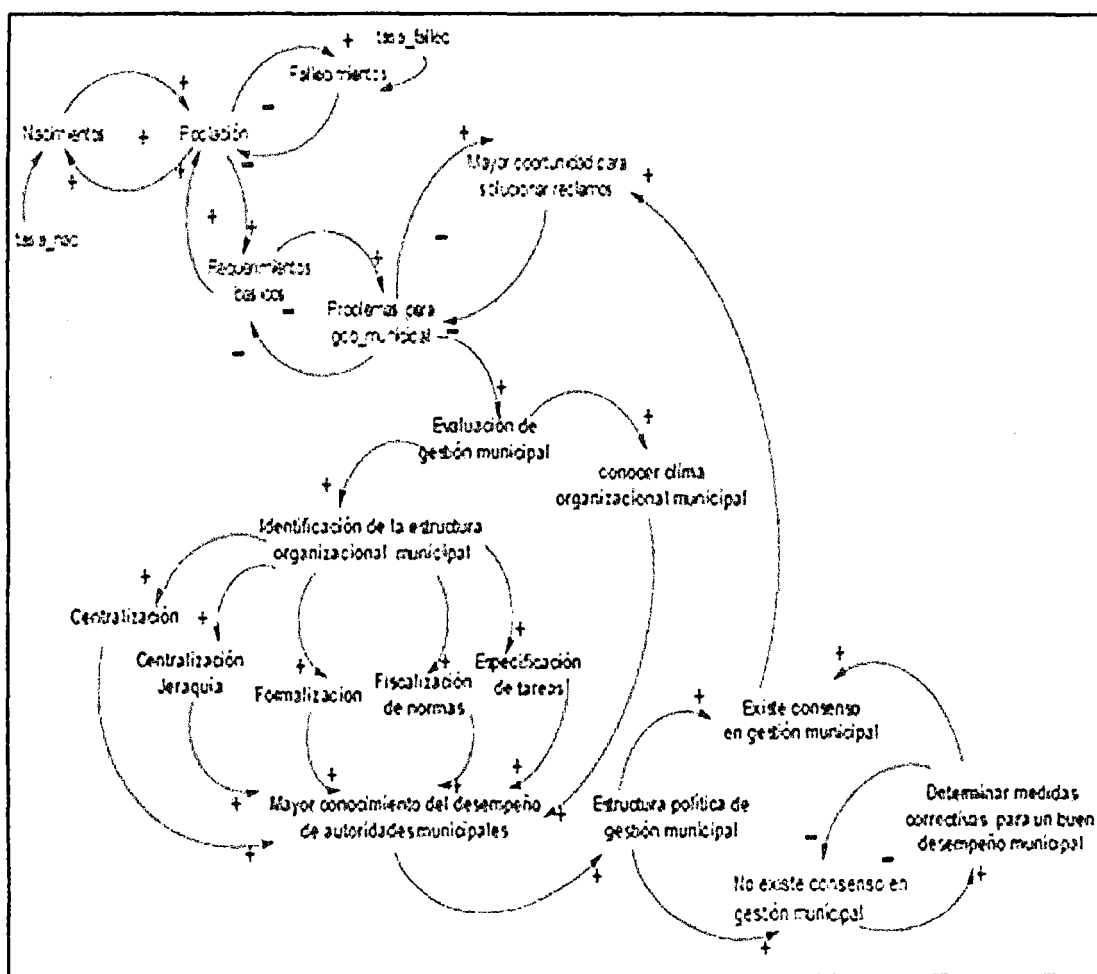 tasa_fallec
Fallecimientos
Nacimientos
Población
Mayor oportunidad para
solucionar reclamos
tasa_nac
Requerimientos
básicos
Problemas para
gob_municipal
Evaluación de
gestión municipal
conocer clima
organizacional municipal
Identificación de la estructura
organizacional municipal
Centralización
Centralización
Jeraquia
Formalizacion
Fiscalización
de normas
Especificación
de tareas
Existe consenso
en gestión municipal
Mayor conocimiento del desempeño
de autoridades municipales
Estructura política de
gestión municipal
Determinar medidas
correctivas para un buen
desempeño municipal
No existe consenso en
gestión municipal